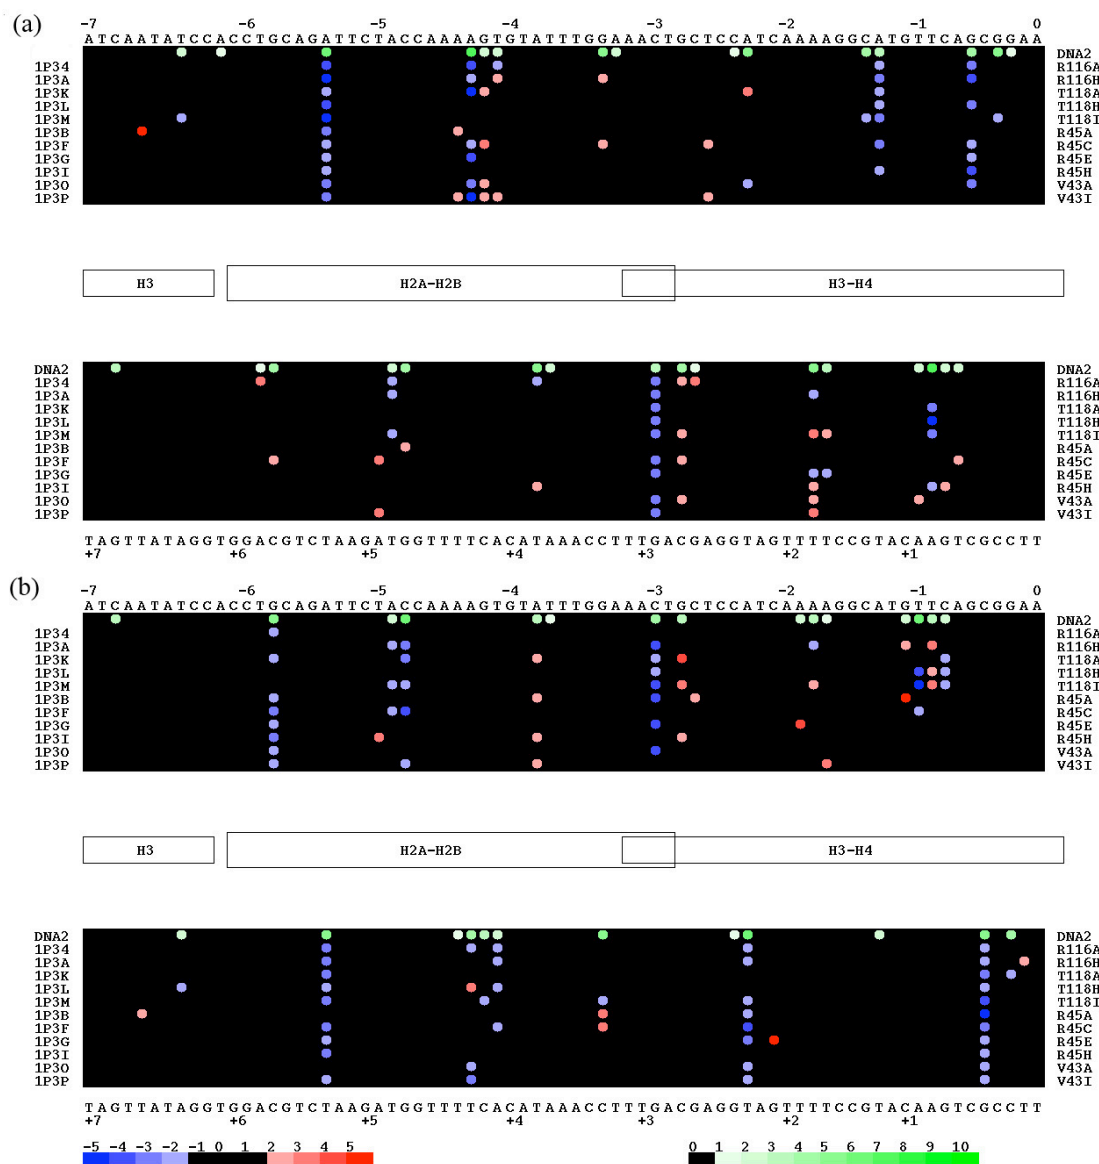 (a)
-7 -6 -5 -4 -3 -2 -1 0
ATCAATATCCACCTGCAGATTCTACCAAAAGTGTATTTGGAAACTGCTCCATCAAAAGGCATGTTCAGCGGAA
DNA2 DNA2
1P34 R116A
1P3A R116H
1P3K T118A
1P3L T118H
1P3M T118I
1P3B R45A
1P3F R45C
1P3G R45E
1P3I R45H
1P3O V43A
1P3P V43I
H3 H2A-H2B H3-H4
DNA2 DNA2
1P34 R116A
1P3A R116H
1P3K T118A
1P3L T118H
1P3M T118I
1P3B R45A
1P3F R45C
1P3G R45E
1P3I R45H
1P3O V43A
1P3P V43I
TAGTTATAGGTGGACGTCTAAGATGGTTTTCACATAAACCTTTGACGAGGTAGTTTTCCGTACAAGTCGCCTT
+7 +6 +5 +4 +3 +2 +1
(b)
-7 -6 -5 -4 -3 -2 -1 0
ATCAATATCCACCTGCAGATTCTACCAAAAGTGTATTTGGAAACTGCTCCATCAAAAGGCATGTTCAGCGGAA
DNA2 DNA2
1P34 R116A
1P3A R116H
1P3K T118A
1P3L T118H
1P3M T118I
1P3B R45A
1P3F R45C
1P3G R45E
1P3I R45H
1P3O V43A
1P3P V43I
H3 H2A-H2B H3-H4
DNA2 DNA2
1P34 R116A
1P3A R116H
1P3K T118A
1P3L T118H
1P3M T118I
1P3B R45A
1P3F R45C
1P3G R45E
1P3I R45H
1P3O V43A
1P3P V43I
TAGTTATAGGTGGACGTCTAAGATGGTTTTCACATAAACCTTTGACGAGGTAGTTTTCCGTACAAGTCGCCTT
+7 +6 +5 +4 +3 +2 +1
-5 -4 -3 -2 -1 0 1 2 3 4 5 0 1 2 3 4 5 6 7 8 9 10